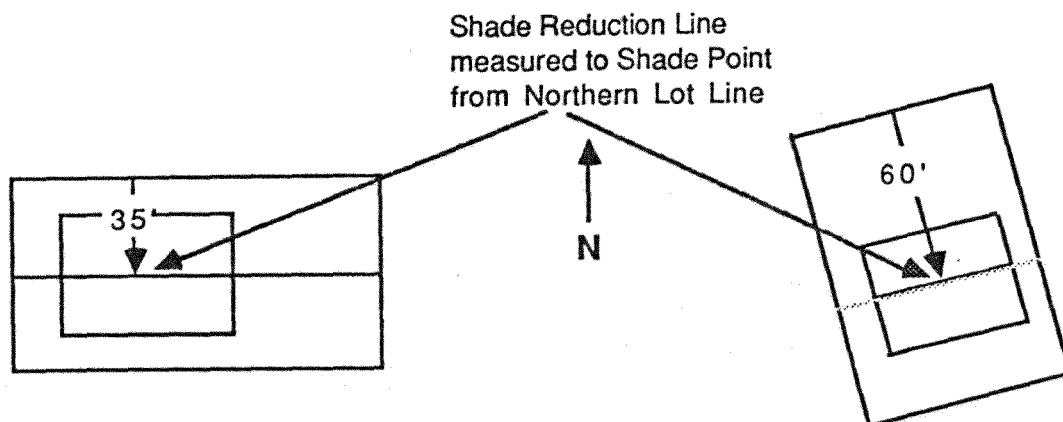 Shade Reduction Line
measured to Shade Point
from Northern Lot Line
35'
60'
N